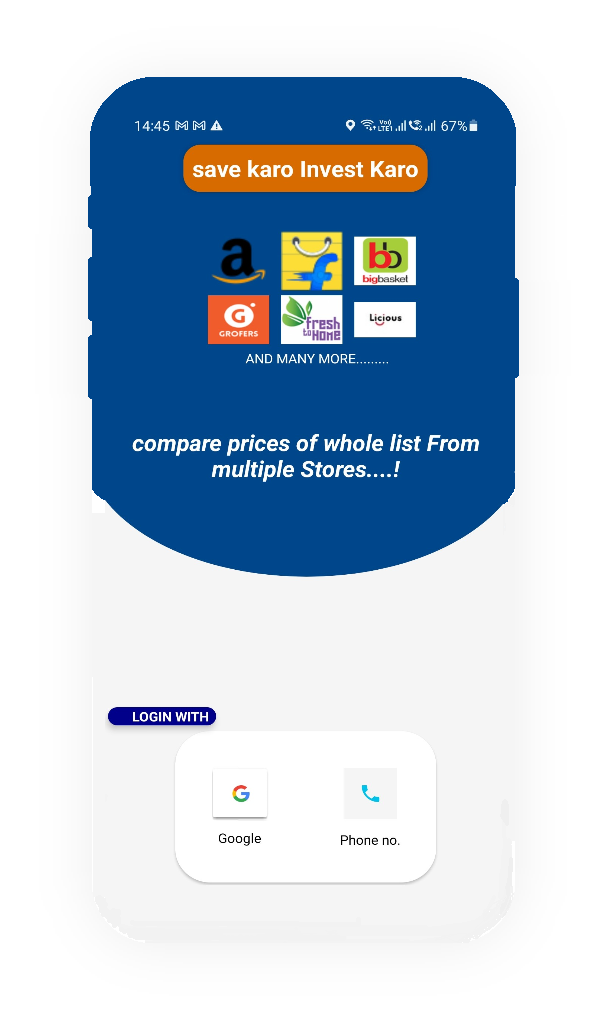 14:45 67%
save karo Invest Karo
a
f
bb
bigbasket
G
GROFERS
fresh
to
Home
Licious
AND MANY MORE.........
compare prices of whole list From
multiple Stores....!
LOGIN WITH
G
Google
Phone no.